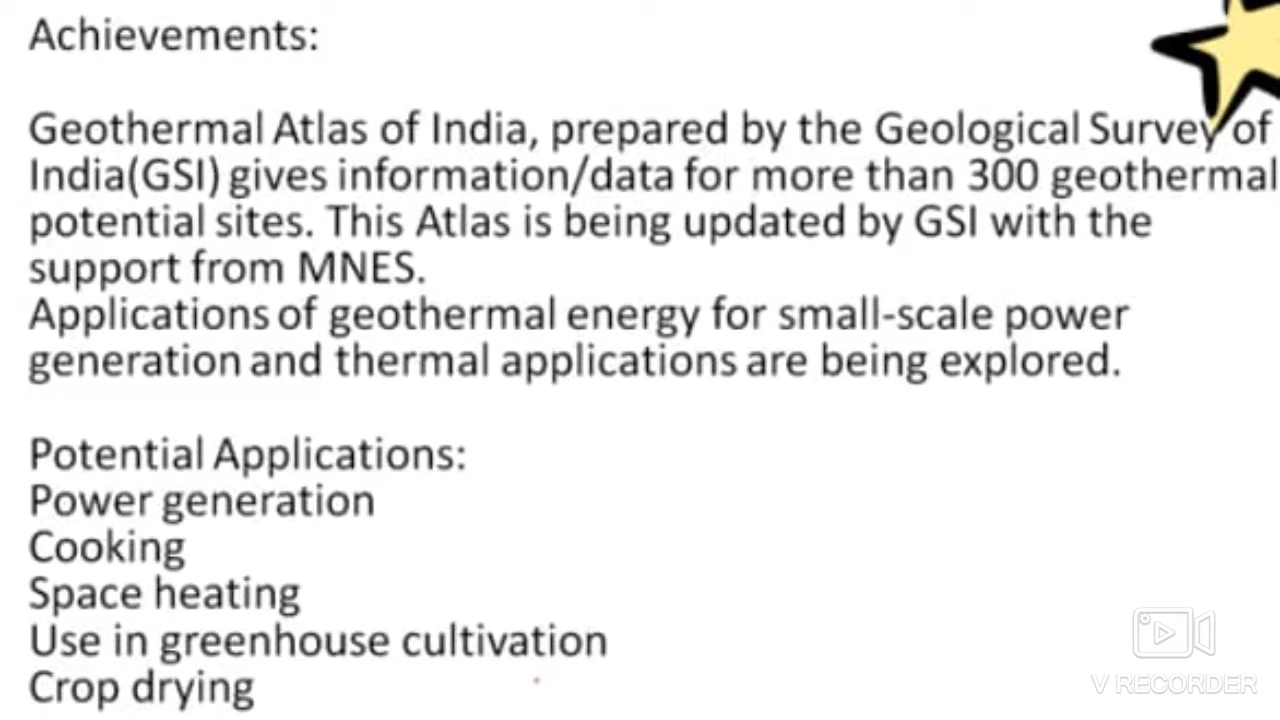 Achievements:
Geothermal Atlas of India, prepared by the Geological Survey of
India(GSI) gives information/data for more than 300 geothermal
potential sites. This Atlas is being updated by GSI with the
support from MNES.
Applications of geothermal energy for small-scale power
generation and thermal applications are being explored.
Potential Applications:
Power generation
Cooking
Space heating
Use in greenhouse cultivation
Crop drying
V RECORDER